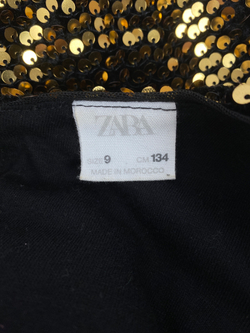 ZARA
SIZE 9 CM 134
MADE IN MOROCCO